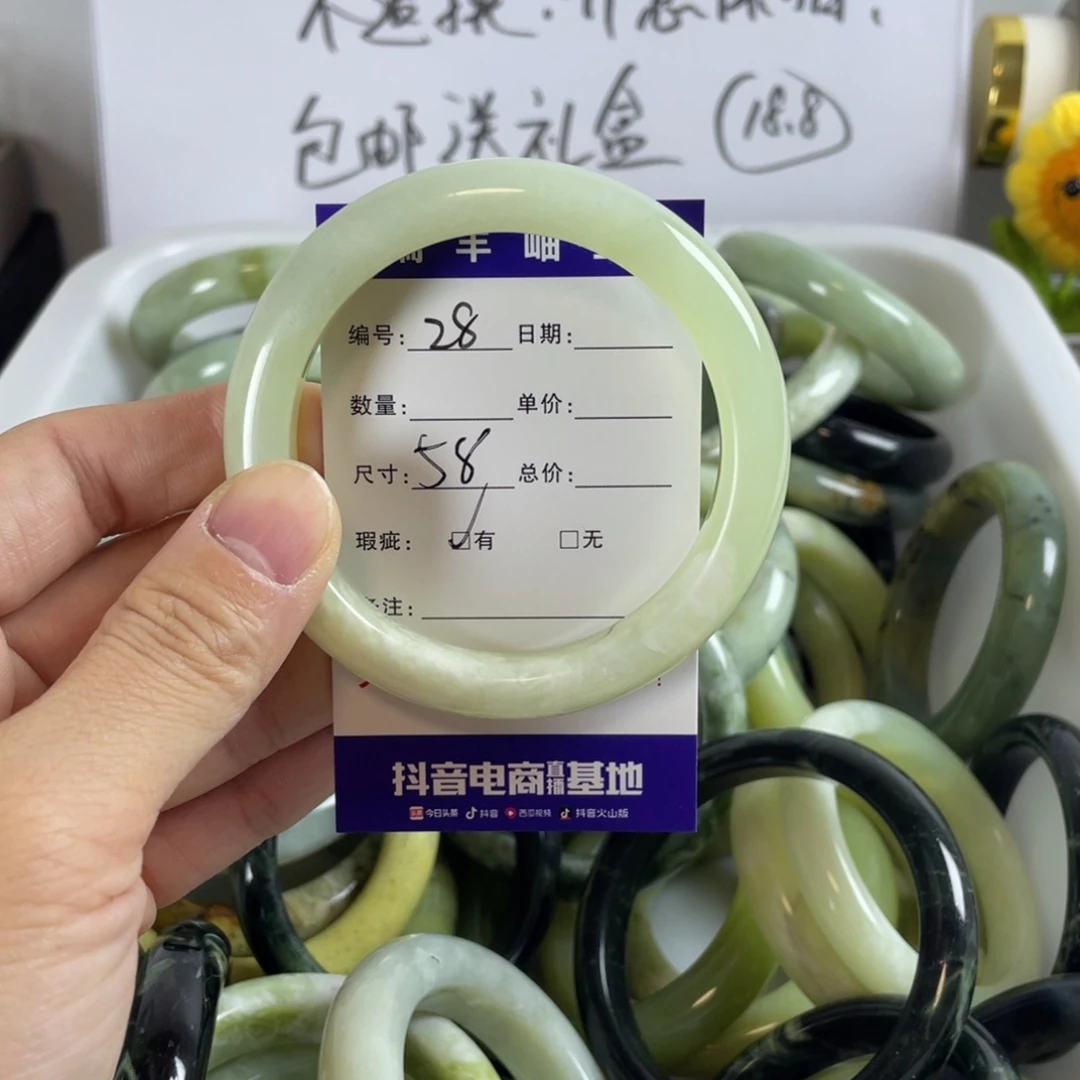 包邮送礼盒 18.8
岫
编号: 28 日期:
数量: 单价:
尺寸: 58 总价:
瑕疵: ☑有 □无
注:
抖音电商直播基地
今日头条 抖音 西瓜视频 抖音火山版